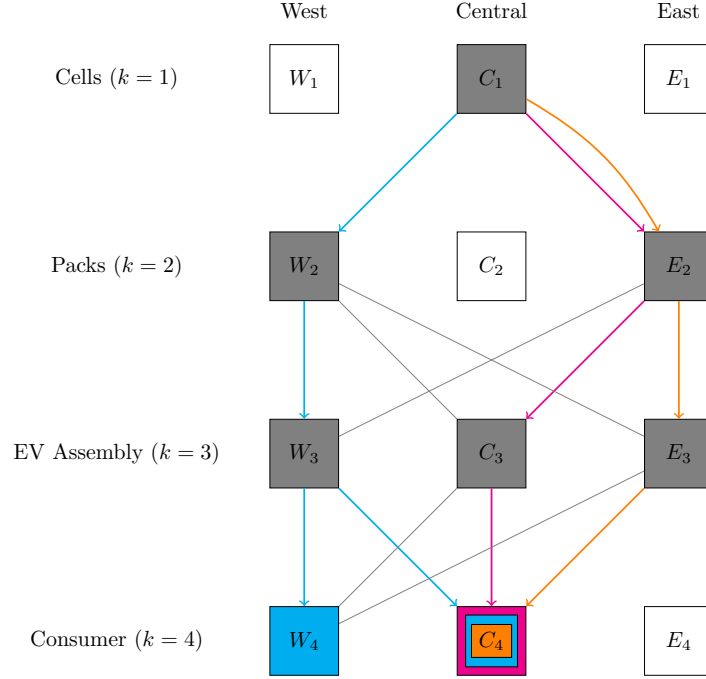 West Central East
Cells (k = 1) W₁ C₁ E₁
Packs (k = 2) W₂ C₂ E₂
EV Assembly (k = 3) W₃ C₃ E₃
Consumer (k = 4) W₄ C₄ E₄